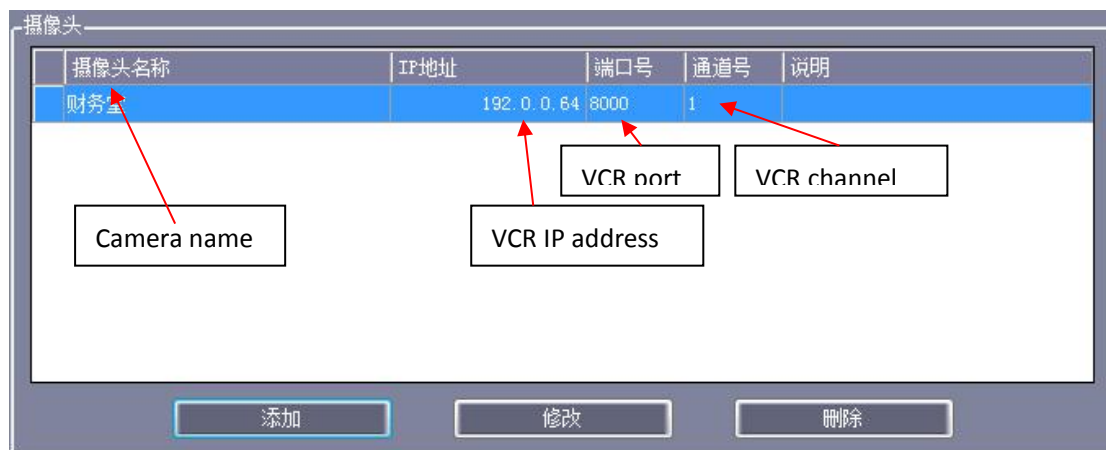 摄像头
摄像头名称 IP地址 端口号 通道号 说明
财务室 192.0.0.64 8000 1
VCR port VCR channel
Camera name VCR IP address
添加 修改 删除